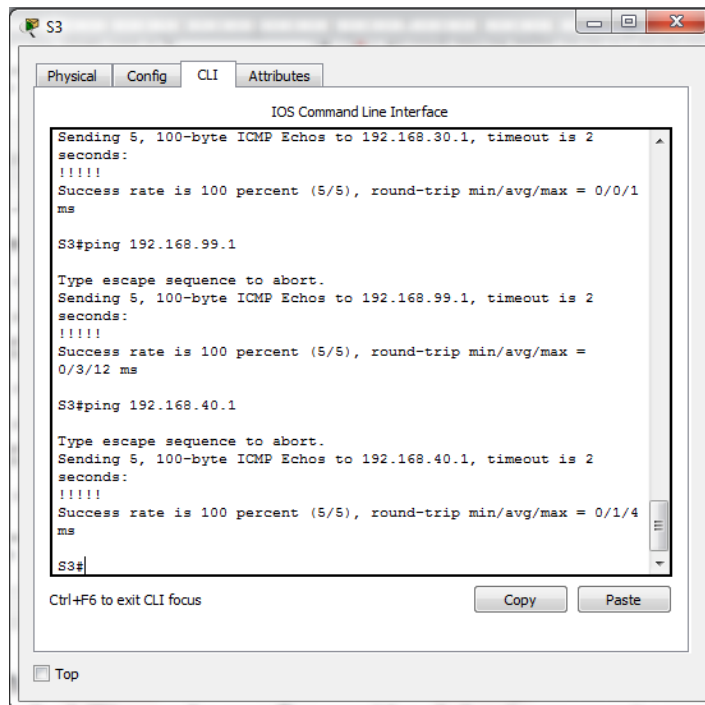 S3
Physical Config CLI Attributes
IOS Command Line Interface
Sending 5, 100-byte ICMP Echos to 192.168.30.1, timeout is 2
seconds:
!!!!!
Success rate is 100 percent (5/5), round-trip min/avg/max = 0/0/1
ms
S3#ping 192.168.99.1
Type escape sequence to abort.
Sending 5, 100-byte ICMP Echos to 192.168.99.1, timeout is 2
seconds:
!!!!!
Success rate is 100 percent (5/5), round-trip min/avg/max =
0/3/12 ms
S3#ping 192.168.40.1
Type escape sequence to abort.
Sending 5, 100-byte ICMP Echos to 192.168.40.1, timeout is 2
seconds:
!!!!!
Success rate is 100 percent (5/5), round-trip min/avg/max = 0/1/4
ms
S3#
Ctrl+F6 to exit CLI focus Copy Paste
Top